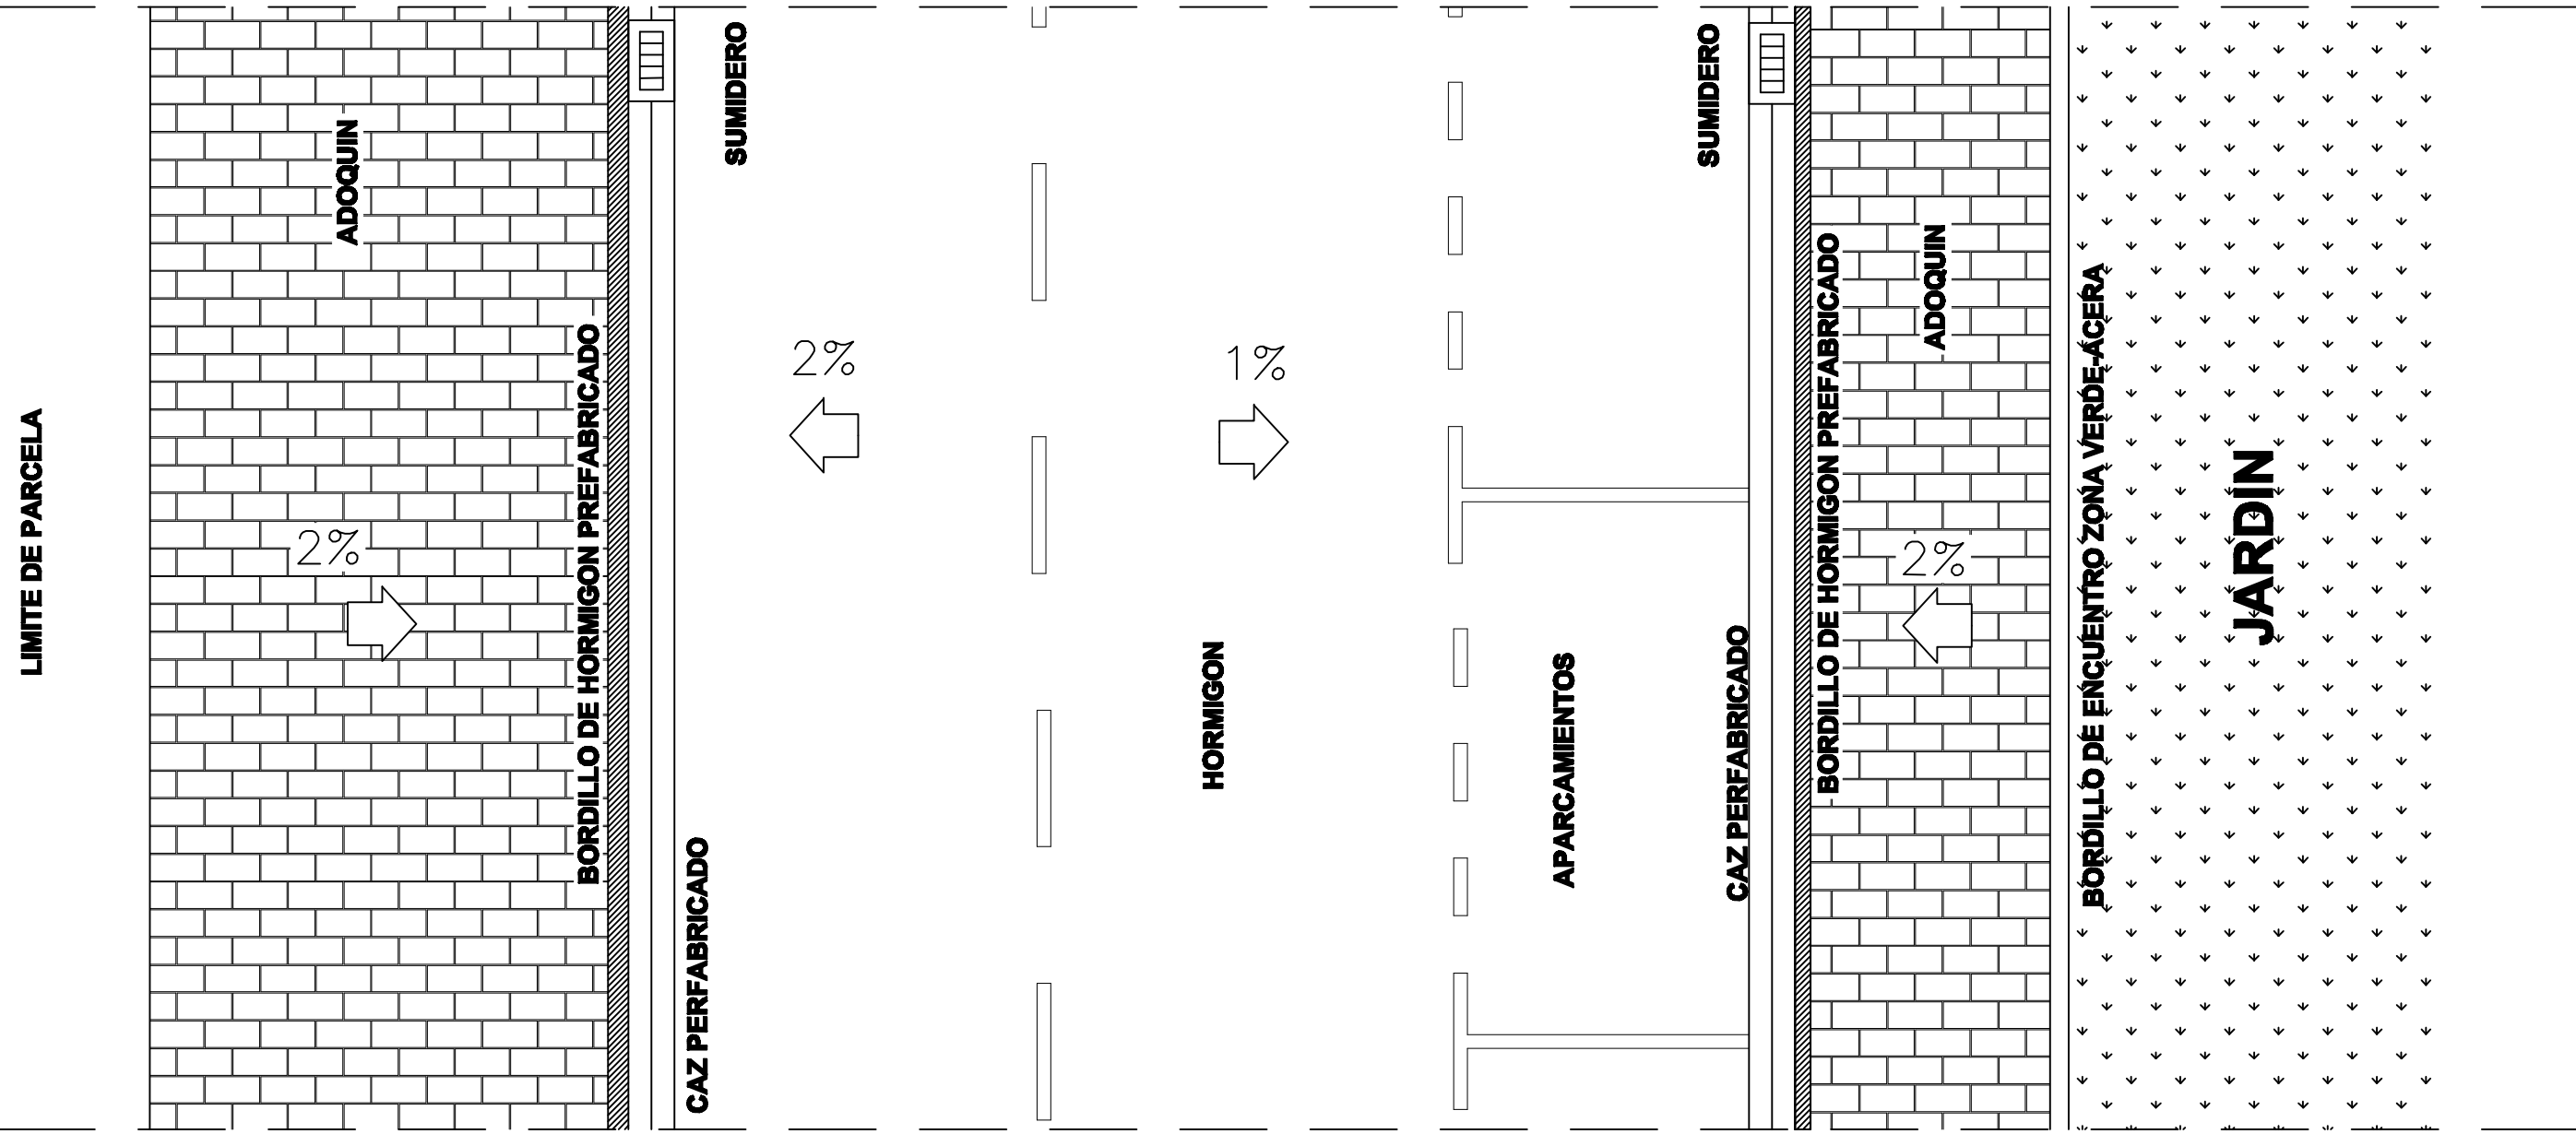 LIMITE DE PARCELA
ADOQUIN
2%
BORDILLO DE HORMIGON PREFABRICADO
CAZ PERFABRICADO
SUMIDERO
2%
HORMIGON
1%
APARCAMIENTOS
SUMIDERO
CAZ PERFABRICADO
BORDILLO DE HORMIGON PREFABRICADO
ADOQUIN
2%
BORDILLO DE ENCUENTRO ZONA VERDE-ACERA
JARDIN